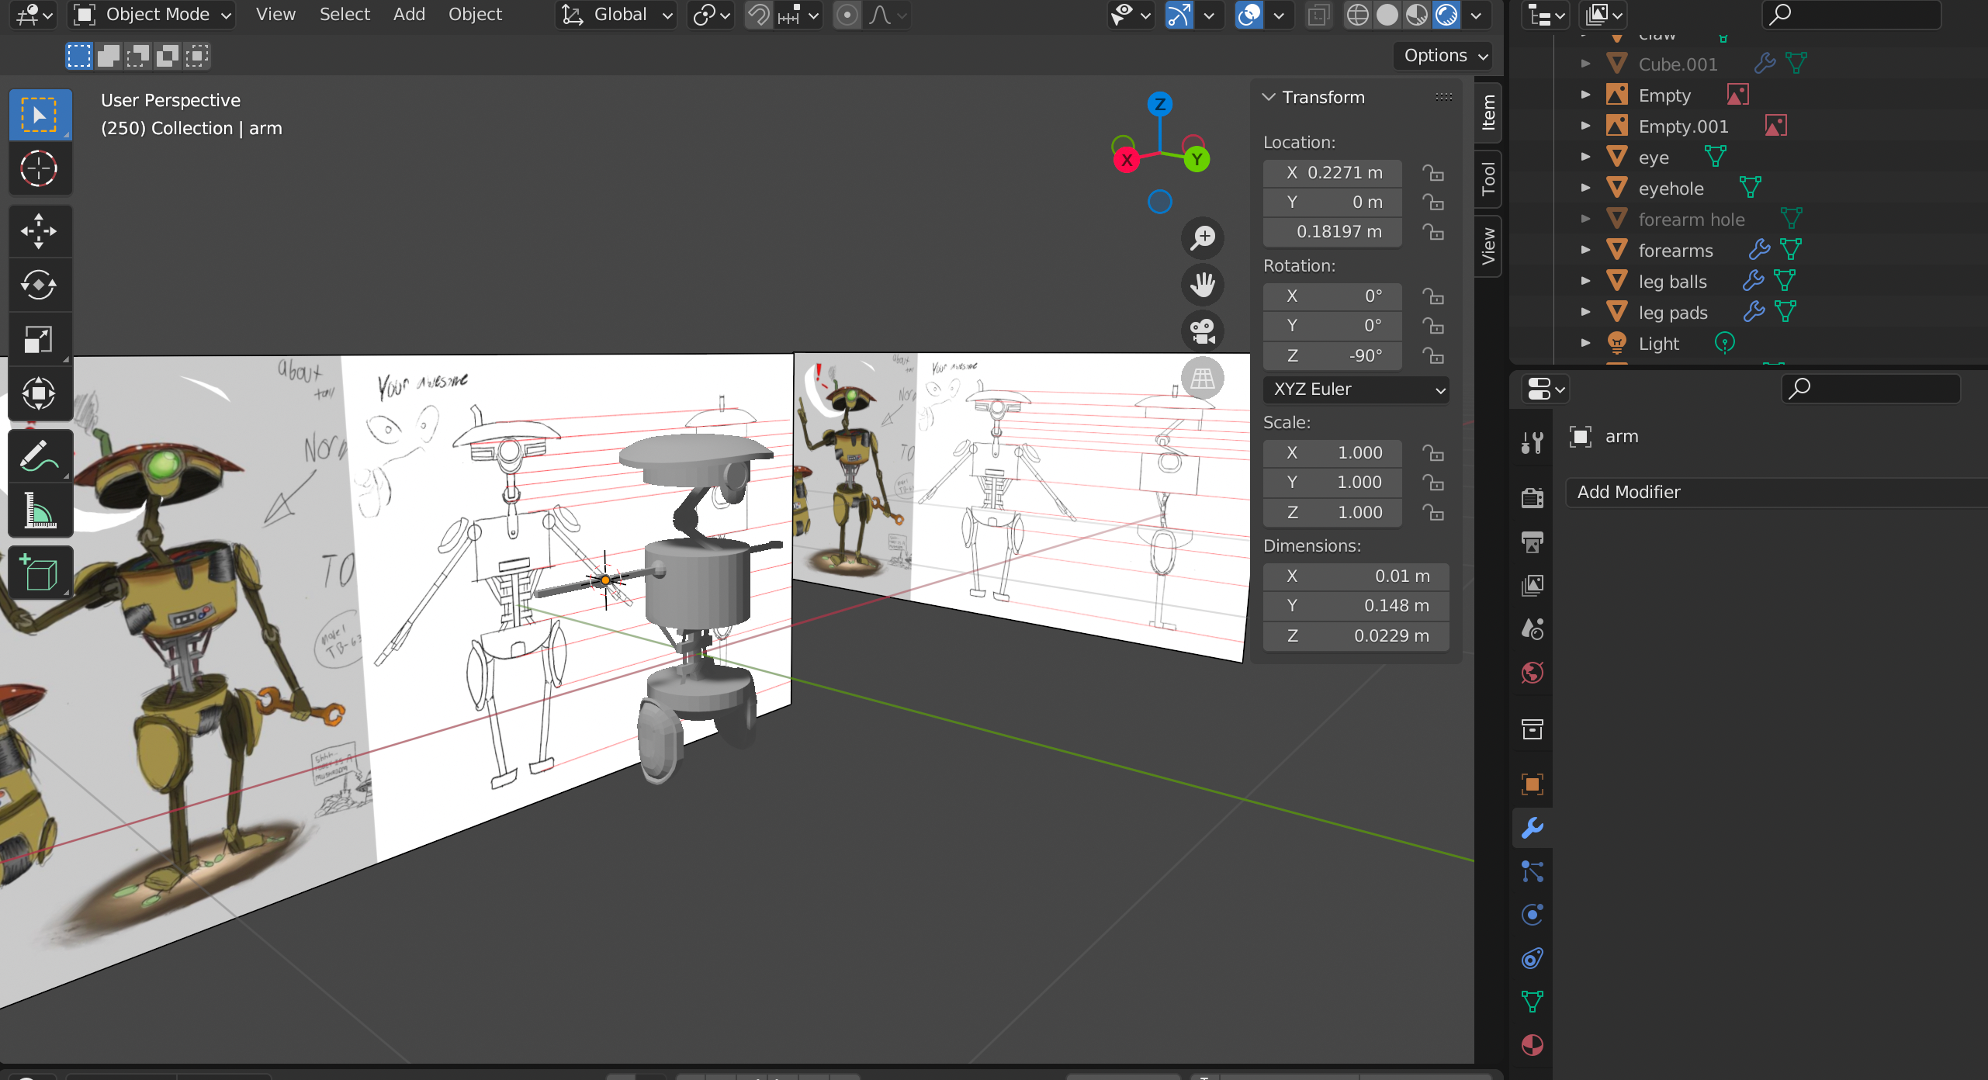 Object Mode View Select Add Object Global
Options
User Perspective
(250) Collection | arm
Z
X
Y
Transform
Location:
X 0.2271 m
Y 0 m
0.18197 m
Rotation:
X 0°
Y 0°
Z -90°
XYZ Euler
Scale:
X 1.000
Y 1.000
Z 1.000
Dimensions:
X 0.01 m
Y 0.148 m
Z 0.0229 m
Item
Tool
View
claw
Cube.001
Empty
Empty.001
eye
eyehole
forearm hole
forearms
leg balls
leg pads
Light
arm
Add Modifier
about
Your awesome
TO
Your awesome